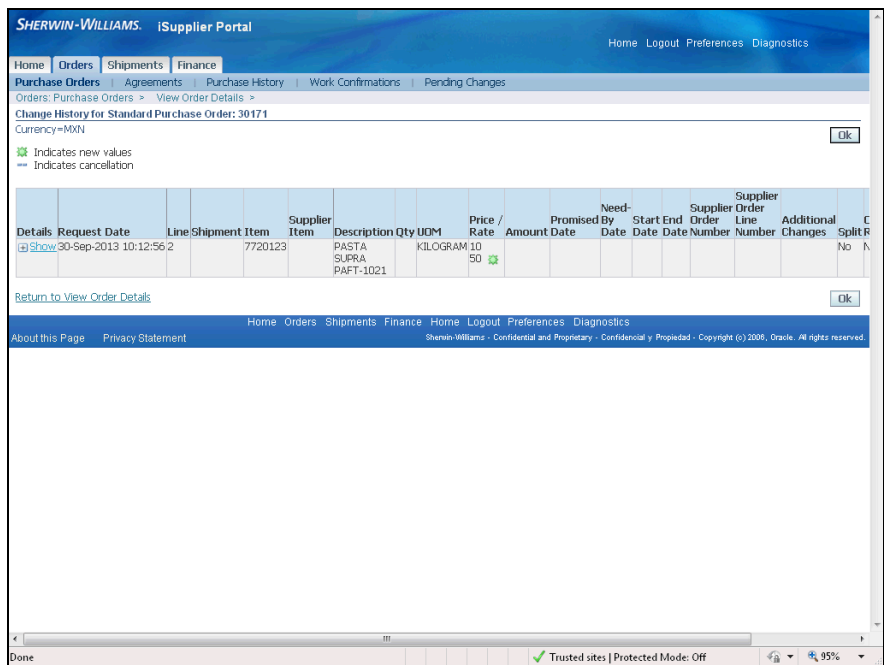 SHERWIN-WILLIAMS. iSupplier Portal
Home Logout Preferences Diagnostics
Home Orders Shipments Finance
Purchase Orders | Agreements | Purchase History | Work Confirmations | Pending Changes
Orders: Purchase Orders > View Order Details >
Change History for Standard Purchase Order: 30171
Currency=MXN
Ok
Indicates new values
Indicates cancellation
Details Request Date Line Shipment Item Supplier Item Description Qty UOM Price / Rate Amount Promised Date Need-By Date Start Date End Date Supplier Order Number Supplier Order Line Number Additional Changes Split
Show 30-Sep-2013 10:12:56 2 7720123 PASTA SUPRA PAFT-1021 KILOGRAM 10 50 No
Return to View Order Details
Ok
Home Orders Shipments Finance Home Logout Preferences Diagnostics
About this Page Privacy Statement
Sherwin-Williams - Confidential and Proprietary - Confidencial y Propiedad - Copyright (c) 2006, Oracle. All rights reserved.
Done
Trusted sites | Protected Mode: Off
95%